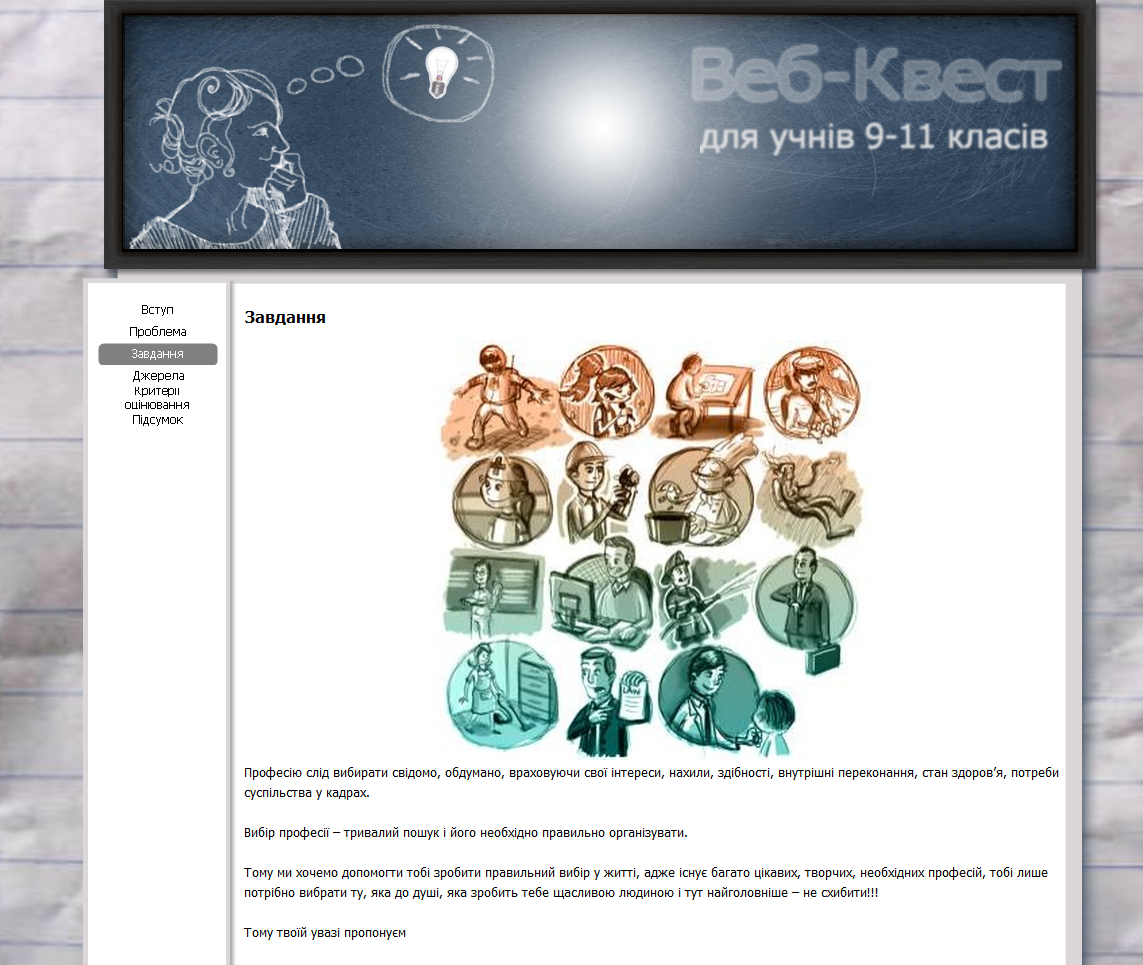 Веб-Квест
для учнів 9-11 класів
Вступ
Проблема
Завдання
Джерела
Критерії
оцінювання
Підсумок
Завдання
LAW
Професію слід вибирати свідомо, обдумано, враховуючи свої інтереси, нахили, здібності, внутрішні переконання, стан здоров’я, потреби
суспільства у кадрах.
Вибір професії – тривалий пошук і його необхідно правильно організувати.
Тому ми хочемо допомогти тобі зробити правильний вибір у житті, адже існує багато цікавих, творчих, необхідних професій, тобі лише
потрібно вибрати ту, яка до душі, яка зробить тебе щасливою людиною і тут найголовніше – не схибити!!!
Тому твоїй увазі пропонуєм